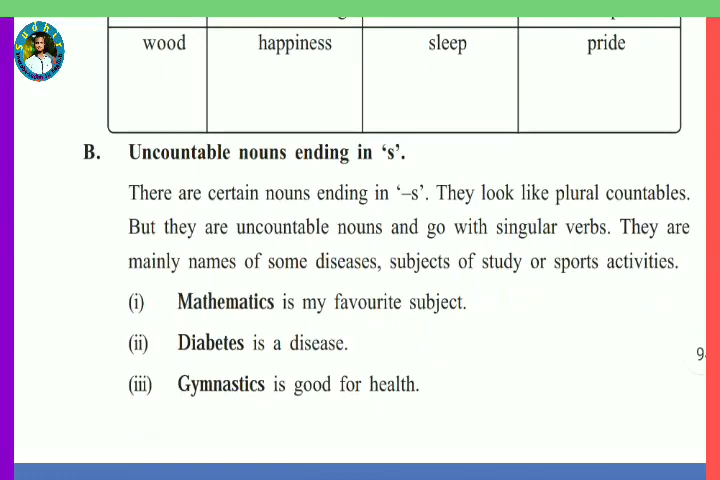 Sudhir
wood happiness sleep pride
B. Uncountable nouns ending in ‘s’.
There are certain nouns ending in ‘–s’. They look like plural countables.
But they are uncountable nouns and go with singular verbs. They are
mainly names of some diseases, subjects of study or sports activities.
(i) Mathematics is my favourite subject.
(ii) Diabetes is a disease.
(iii) Gymnastics is good for health.